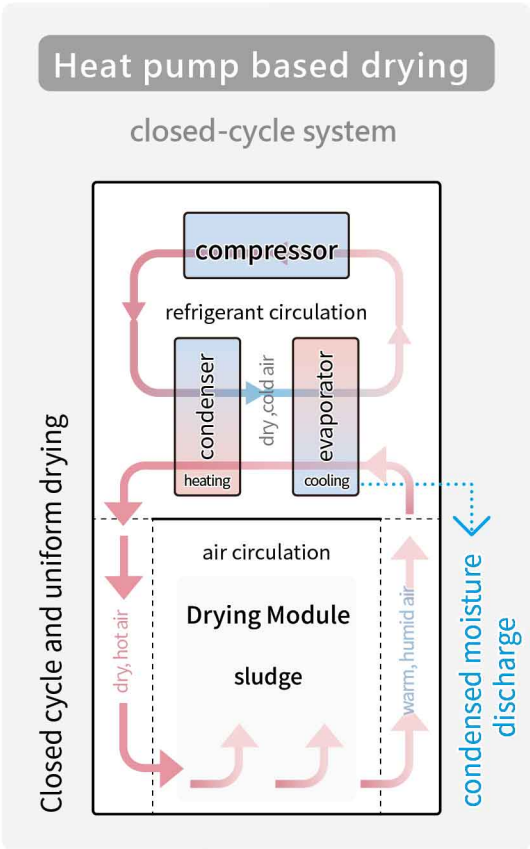 Heat pump based drying
closed-cycle system
compressor
refrigerant circulation
condenser
dry ,cold air
evaporator
heating
cooling
air circulation
Drying Module
sludge
dry, hot air
warm,humid air
Closed cycle and uniform drying
condensed moisture
discharge